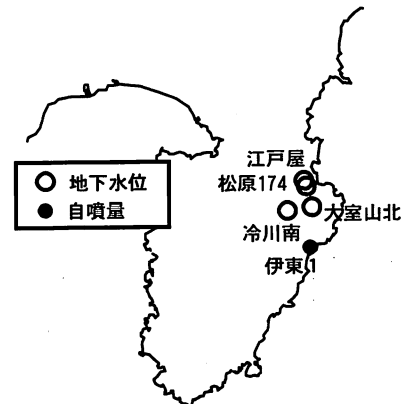 江戸屋
松原174
地下水位
自噴量
大室山北
冷川南
伊東1